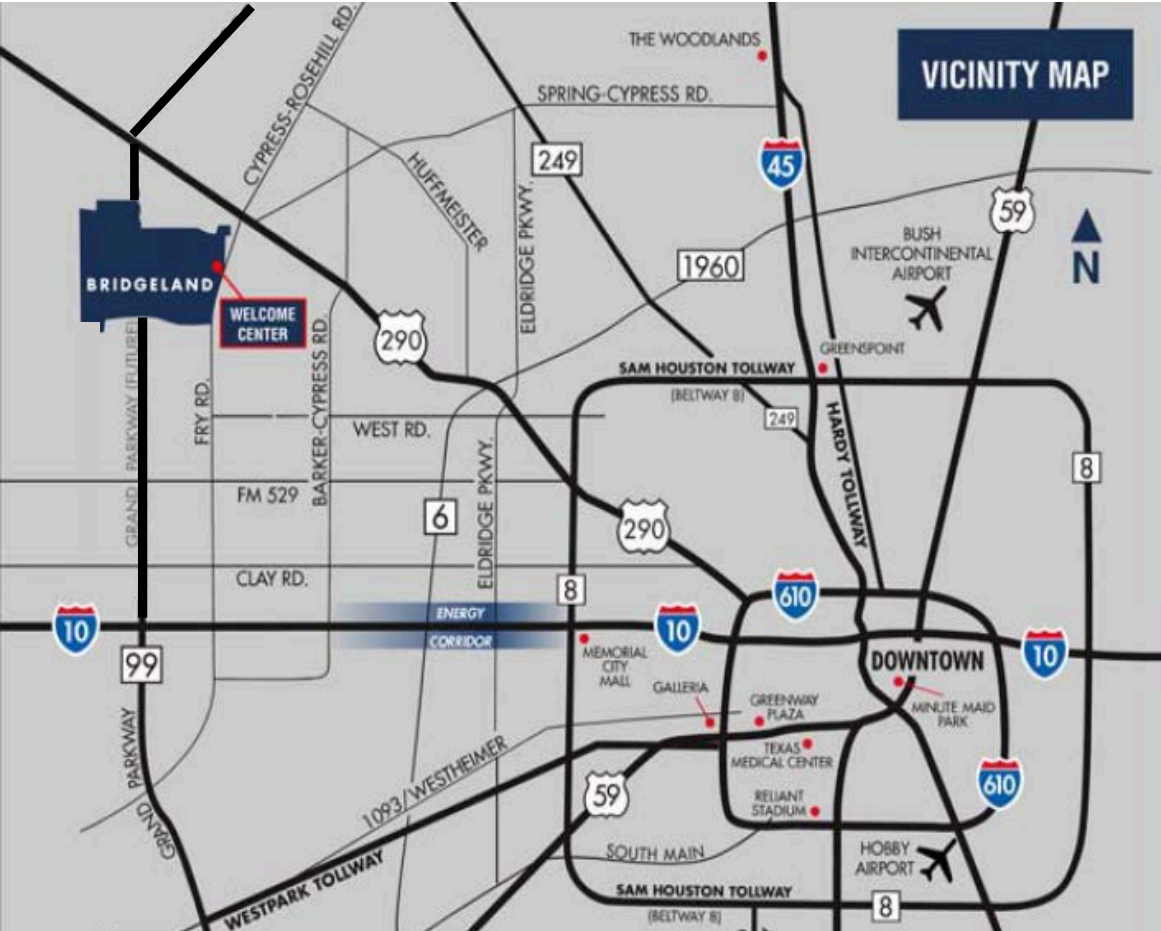 THE WOODLANDS
VICINITY MAP
CYPRESS-ROSEHILL RD.
SPRING-CYPRESS RD.
249
45
HUFFMEISTER
ELDRIDGE PKWY.
59
BUSH
INTERCONTINENTAL
AIRPORT
N
1960
BRIDGELAND
WELCOME
CENTER
290
GREENSPOINT
SAM HOUSTON TOLLWAY
(BELTWAY 8)
249
HARDY TOLLWAY
GRAND PARKWAY (FUTURE)
FRY RD.
BARKER-CYPRESS RD.
WEST RD.
8
FM 529
6
ELDRIDGE PKWY.
290
CLAY RD.
8
610
ENERGY
CORRIDOR
10
10
10
99
MEMORIAL
CITY
MALL
DOWNTOWN
GALLERIA
GREENWAY
PLAZA
MINUTE MAID
PARK
GRAND PARKWAY
1093/WESTHEIMER
TEXAS
MEDICAL CENTER
59
610
RELIANT
STADIUM
SOUTH MAIN
HOBBY
AIRPORT
WESTPARK TOLLWAY
SAM HOUSTON TOLLWAY
(BELTWAY 8)
8